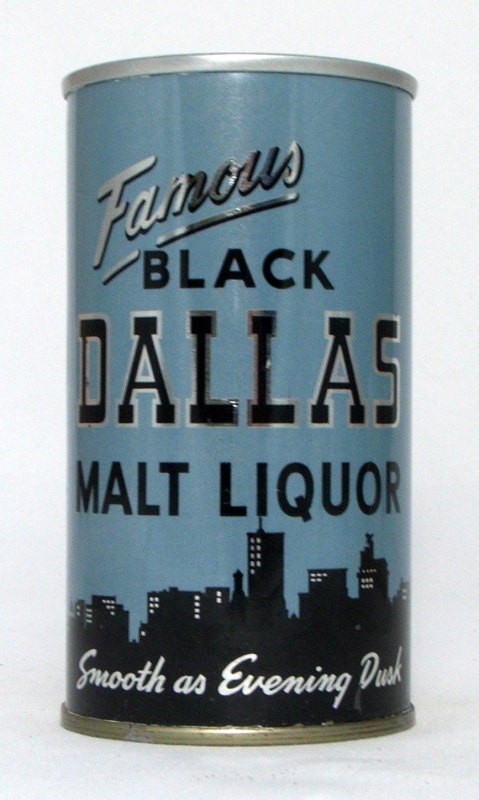 Famous
BLACK
DALLAS
MALT LIQUOR
Smooth as Evening Dusk